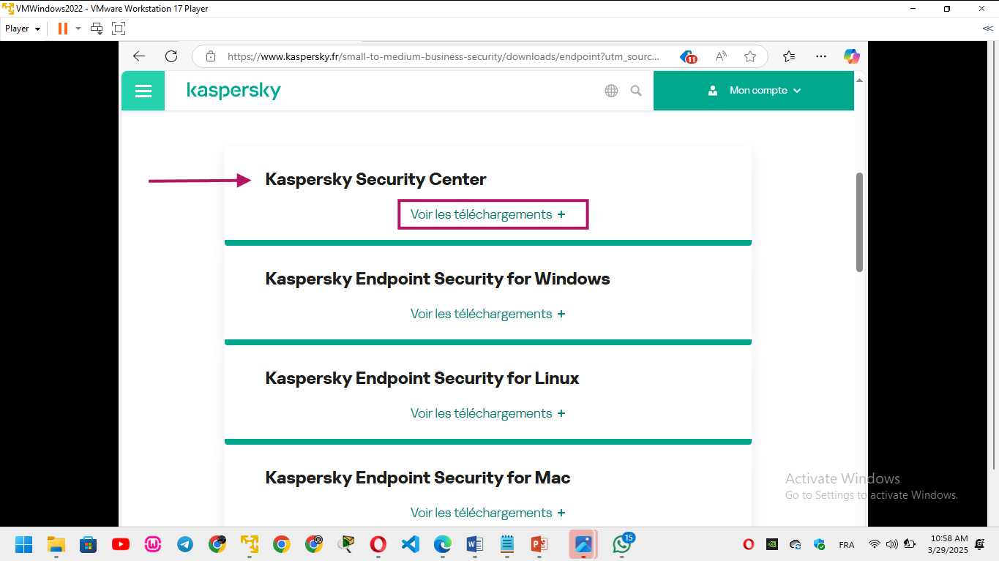 VMWindows2022 - VMware Workstation 17 Player
Player
https://www.kaspersky.fr/small-to-medium-business-security/downloads/endpoint?utm_sourc...
11
kaspersky
Mon compte
Kaspersky Security Center
Voir les téléchargements +
Kaspersky Endpoint Security for Windows
Voir les téléchargements +
Kaspersky Endpoint Security for Linux
Voir les téléchargements +
Kaspersky Endpoint Security for Mac
Voir les téléchargements +
Activate Windows
Go to Settings to activate Windows.
15
FRA
10:58 AM
3/29/2025